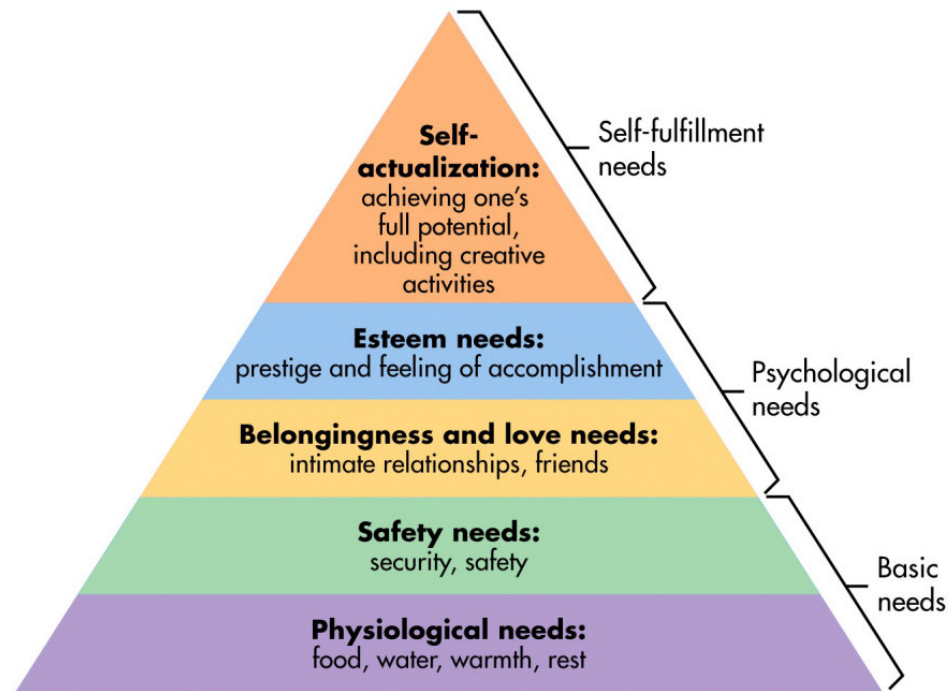 Self-
actualization:
achieving one's
full potential,
including creative
activities
Self-fulfillment
needs
Esteem needs:
prestige and feeling of accomplishment
Belongingness and love needs:
intimate relationships, friends
Psychological
needs
Safety needs:
security, safety
Physiological needs:
food, water, warmth, rest
Basic
needs